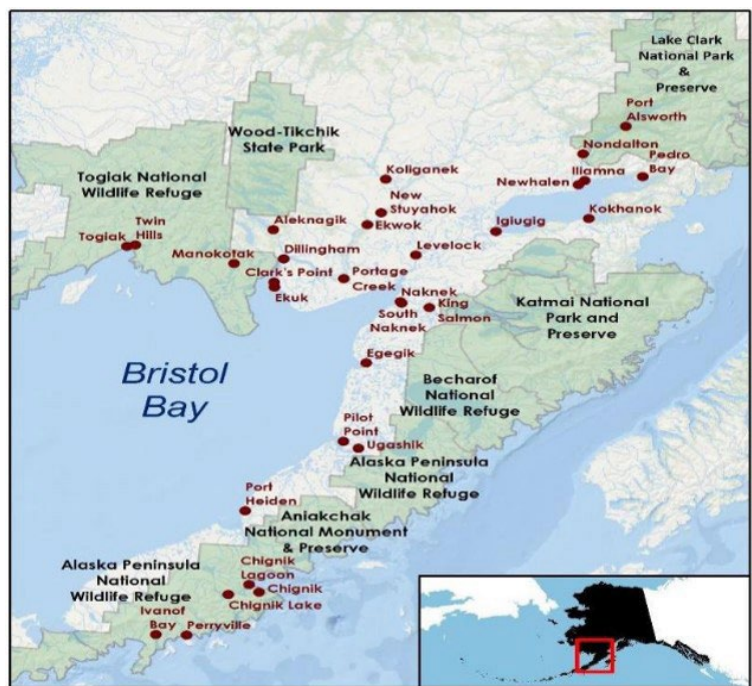 Lake Clark
National Park
&
Preserve
Port
Alsworth
Wood-Tikchik
State Park
Nondalton
Pedro
Bay
Koliganek
Iliamna
Newhalen
Togiak National
Wildlife Refuge
New
Stuyahok
Kokhanok
Twin
Hills
Aleknagik
Ekwok
Igiugig
Togiak
Levelock
Manokotak
Dillingham
Clark's Point
Portage
Creek
Ekuk
Naknek
King
Salmon
South
Naknek
Katmai National
Park and
Preserve
Egegik
Bristol
Bay
Becharof
National
Wildlife Refuge
Pilot
Point
Ugashik
Alaska Peninsula
National
Wildlife Refuge
Port
Heiden
Aniakchak
National Monument
& Preserve
Alaska Peninsula
National
Wildlife Refuge
Chignik
Lagoon
Chignik
Chignik Lake
Ivanof
Bay
Perryville